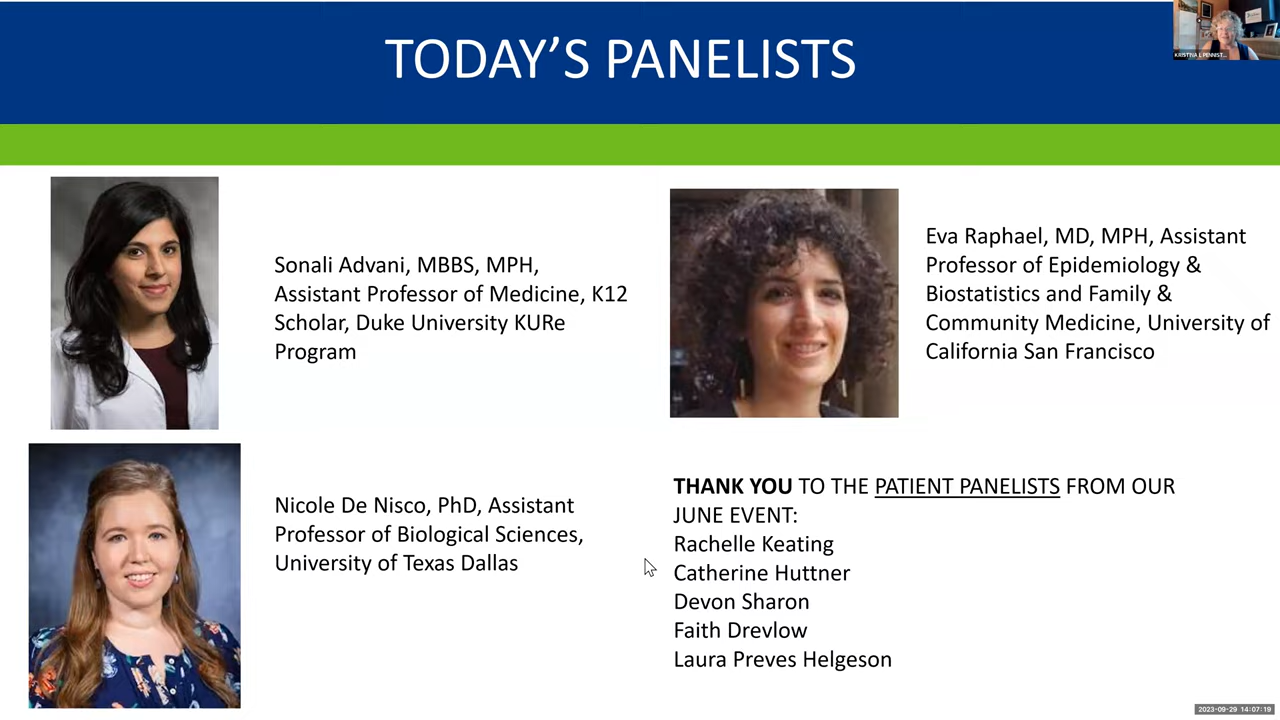 TODAY'S PANELISTS
KRISTINA L PENNIST...
Sonali Advani, MBBS, MPH,
Assistant Professor of Medicine, K12
Scholar, Duke University KURe
Program
Eva Raphael, MD, MPH, Assistant
Professor of Epidemiology &
Biostatistics and Family &
Community Medicine, University of
California San Francisco
Nicole De Nisco, PhD, Assistant
Professor of Biological Sciences,
University of Texas Dallas
THANK YOU TO THE PATIENT PANELISTS FROM OUR
JUNE EVENT:
Rachelle Keating
Catherine Huttner
Devon Sharon
Faith Drevlow
Laura Preves Helgeson
2023-09-29 14:07:19